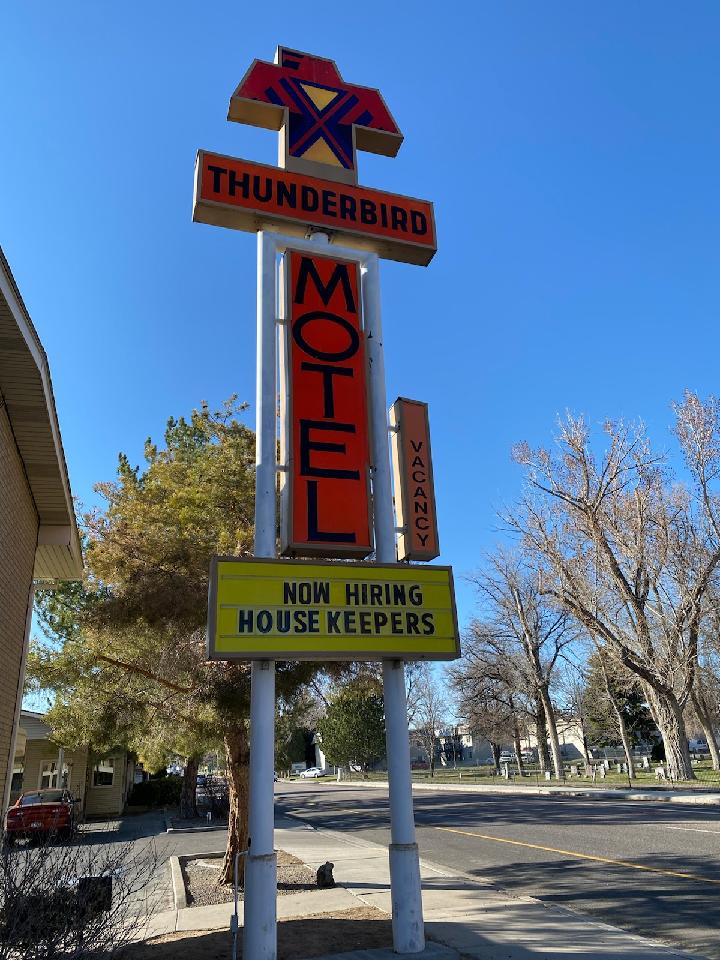 THUNDERBIRD
MOTEL
VACANCY
NOW HIRING
HOUSE KEEPERS